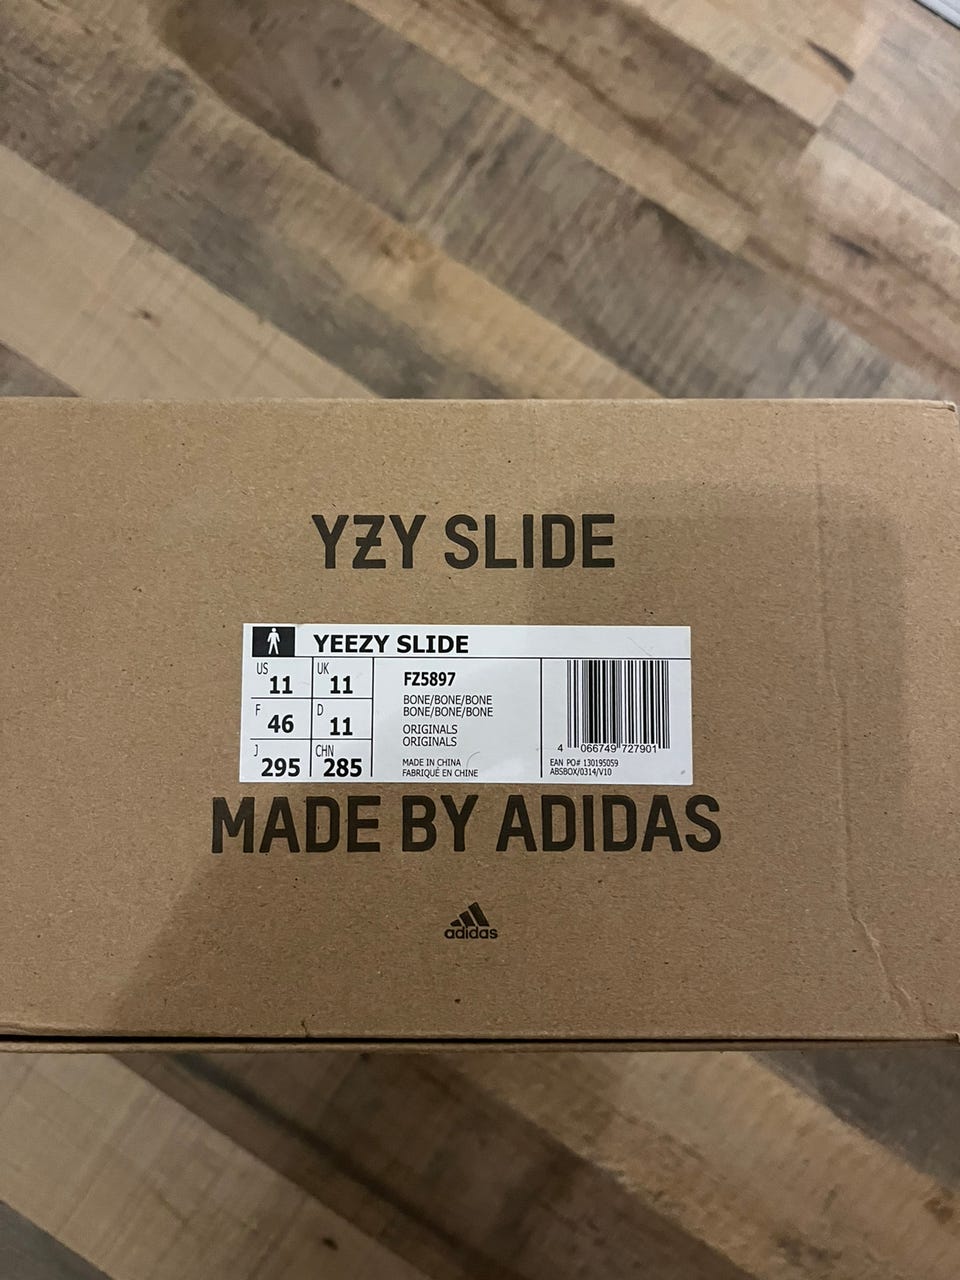 YZY SLIDE
YEEZY SLIDE
US 11 UK 11
F 46 D 11
J 295 CHN 285
FZ5897
BONE/BONE/BONE
BONE/BONE/BONE
ORIGINALS
ORIGINALS
MADE IN CHINA
FABRIQUÉ EN CHINE
4 066749 727901
EAN PO# 130195059
ABSBOX/0314/V10
MADE BY ADIDAS
adidas